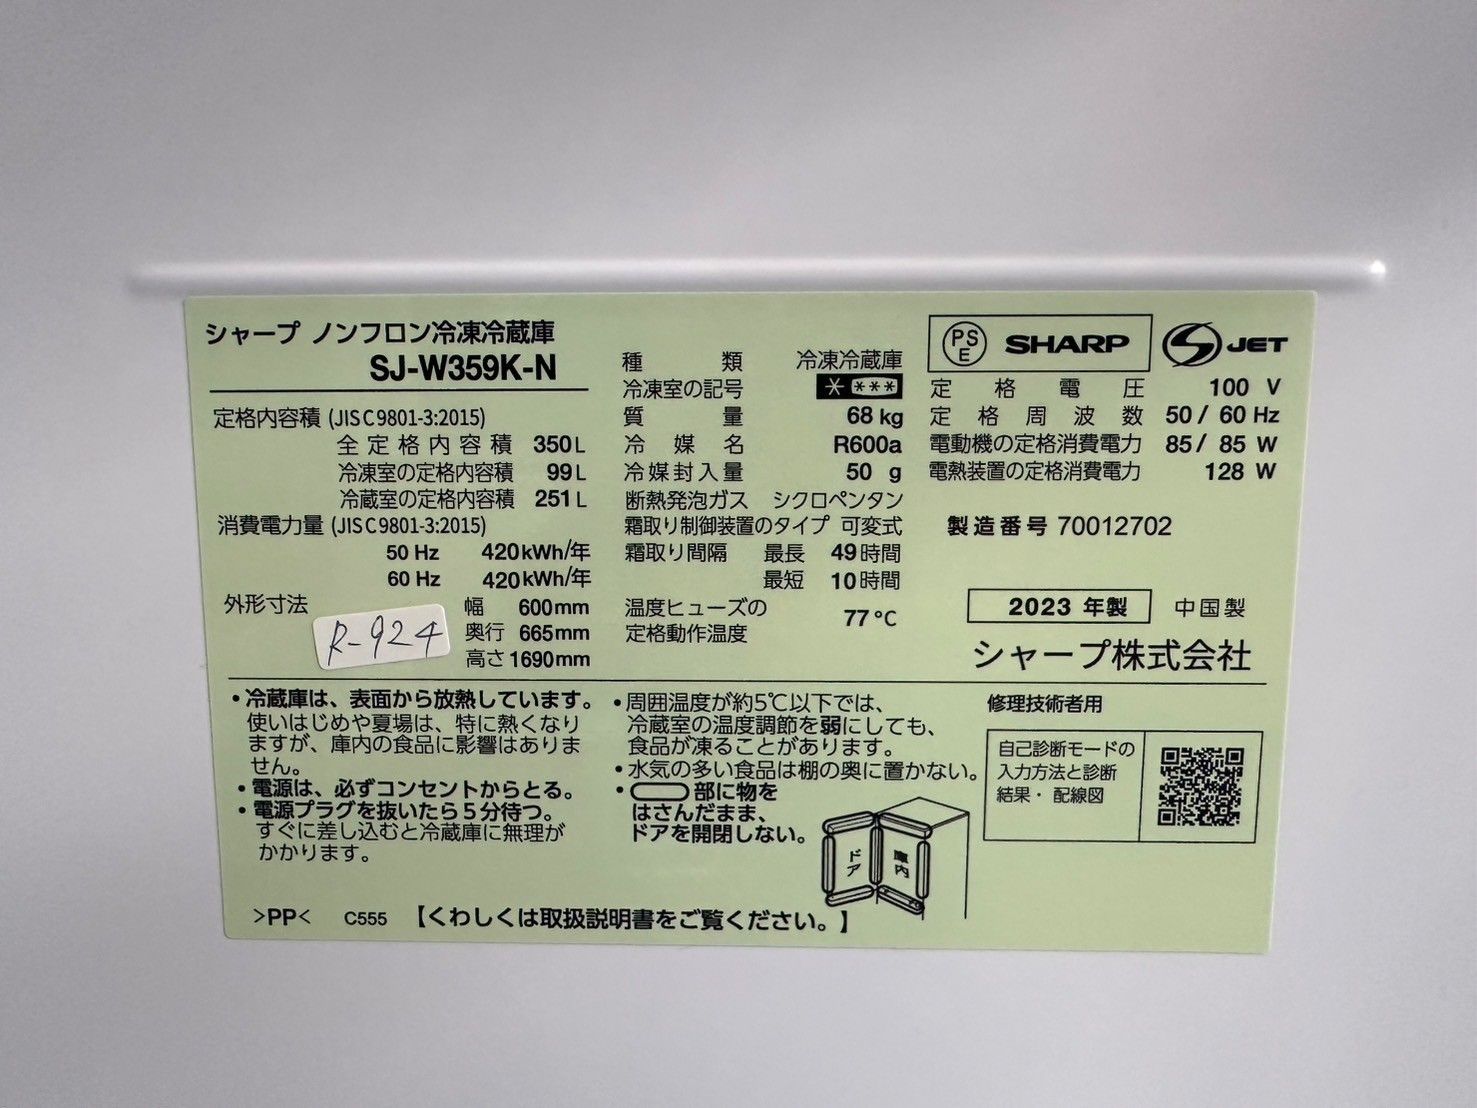 シャープ ノンフロン冷凍冷蔵庫
SJ-W359K-N
定格内容積 (JIS C 9801-3:2015)
全定格内容積 350L
冷凍室の定格内容積 99L
冷蔵室の定格内容積 251L
消費電力量 (JIS C 9801-3:2015)
50 Hz 420kWh/年
60 Hz 420kWh/年
外形寸法 幅 600mm
奥行 665mm
高さ 1690mm
R-924
種類 冷凍冷蔵庫
冷凍室の記号 * ***
質量 68 kg
冷媒名 R600a
冷媒封入量 50 g
断熱発泡ガス シクロペンタン
霜取り制御装置のタイプ 可変式
霜取り間隔 最長 49時間
最短 10時間
温度ヒューズの
定格動作温度 77℃
PSE SHARP S JET
定格電圧 100 V
定格周波数 50/ 60 Hz
電動機の定格消費電力 85/ 85 W
電熱装置の定格消費電力 128 W
製造番号 70012702
2023 年製 中国製
シャープ株式会社
・冷蔵庫は、表面から放熱しています。
使いはじめや夏場は、特に熱くなり
ますが、庫内の食品に影響はありま
せん。
・電源は、必ずコンセントからとる。
・電源プラグを抜いたら5分待つ。
すぐに差し込むと冷蔵庫に無理が
かかります。
・周囲温度が約5℃以下では、
冷蔵室の温度調節を弱にしても、
食品が凍ることがあります。
・水気の多い食品は棚の奥に置かない。
・部に物を
はさんだまま、
ドアを開閉しない。
ドア
庫内
修理技術者用
自己診断モードの
入力方法と診断
結果・配線図
>PP< C555 【くわしくは取扱説明書をご覧ください。】